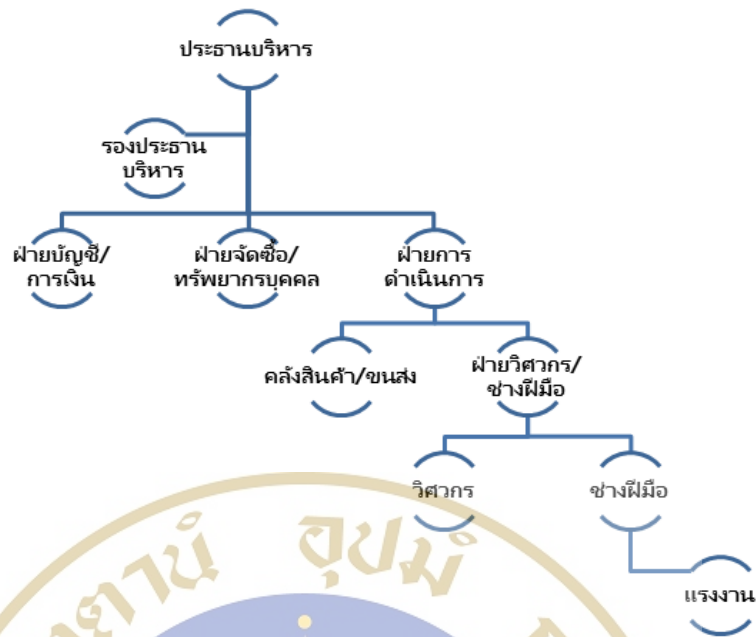 ประธานบริหาร
รองประธาน
บริหาร
ฝ่ายบัญชี/
การเงิน
ฝ่ายจัดซื้อ/
ทรัพยากรบุคคล
ฝ่ายการ
ดำเนินการ
คลังสินค้า/ขนส่ง
ฝ่ายวิศวกร/
ช่างฝีมือ
วิศวกร
ช่างฝีมือ
แรงงาน
อุปมํ